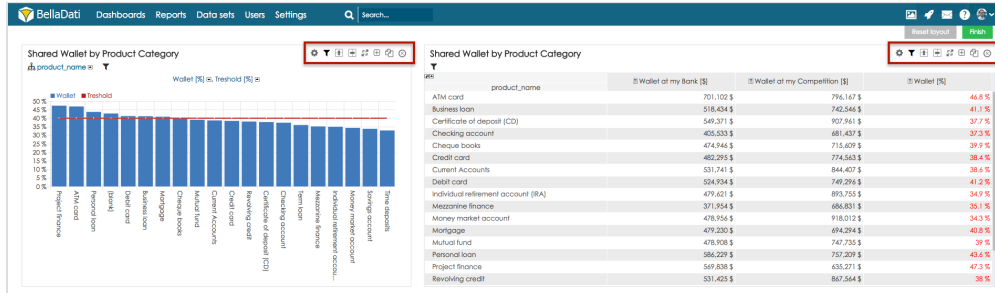 BellaDati Dashboards Reports Data sets Users Settings Search...
Reset layout Finish
Shared Wallet by Product Category
product_name
Wallet [%], Treshold [%]
Wallet Treshold
50 %
45 %
40 %
35 %
30 %
25 %
20 %
15 %
10 %
5 %
0 %
Project finance
ATM card
Personal loan
(blank)
Debit card
Business loan
Mortgage
Cheque books
Mutual fund
Current Accounts
Credit card
Revolving credit
Certificate of deposit (CD)
Checking account
Term loan
Mezzanine finance
Individual retirement accou...
Money market account
Savings account
Time deposits
Shared Wallet by Product Category
product_name Wallet at my Bank [$] Wallet at my Competition [$] Wallet [%]
ATM card 701,102 $ 796,167 $ 46.8 %
Business loan 518,434 $ 742,546 $ 41.1 %
Certificate of deposit (CD) 549,371 $ 907,961 $ 37.7 %
Checking account 405,533 $ 681,437 $ 37.3 %
Cheque books 474,946 $ 715,609 $ 39.9 %
Credit card 482,295 $ 774,563 $ 38.4 %
Current Accounts 531,741 $ 844,407 $ 38.6 %
Debit card 524,934 $ 749,296 $ 41.2 %
Individual retirement account (IRA) 479,621 $ 893,755 $ 34.9 %
Mezzanine finance 371,954 $ 686,831 $ 35.1 %
Money market account 478,956 $ 918,012 $ 34.3 %
Mortgage 479,230 $ 694,294 $ 40.8 %
Mutual fund 478,908 $ 747,735 $ 39 %
Personal loan 586,229 $ 757,209 $ 43.6 %
Project finance 569,838 $ 635,271 $ 47.3 %
Revolving credit 531,425 $ 867,564 $ 38 %